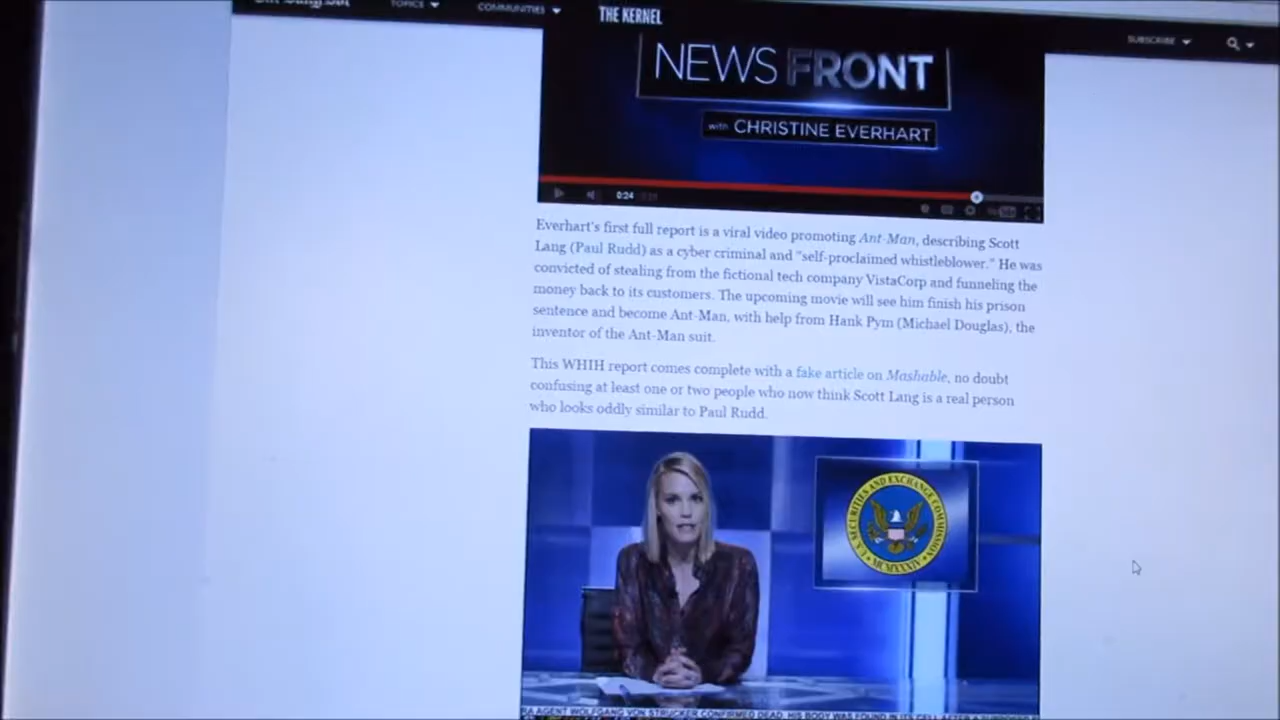 TOPICS
COMMUNITIES
THE KERNEL
SUBSCRIBE
NEWS FRONT
with CHRISTINE EVERHART
0:24
Everhart's first full report is a viral video promoting Ant-Man, describing Scott
Lang (Paul Rudd) as a cyber criminal and "self-proclaimed whistleblower." He was
convicted of stealing from the fictional tech company VistaCorp and funneling the
money back to its customers. The upcoming movie will see him finish his prison
sentence and become Ant-Man, with help from Hank Pym (Michael Douglas), the
inventor of the Ant-Man suit.
This WHIH report comes complete with a fake article on Mashable, no doubt
confusing at least one or two people who now think Scott Lang is a real person
who looks oddly similar to Paul Rudd.
U.S. SECURITIES AND EXCHANGE COMMISSION
MCMXXXIV
AGENT WOLFGANG VON STRUCKER CONFIRMED DEAD. HIS BODY WAS FOUND IN ITS CELL AFTER A